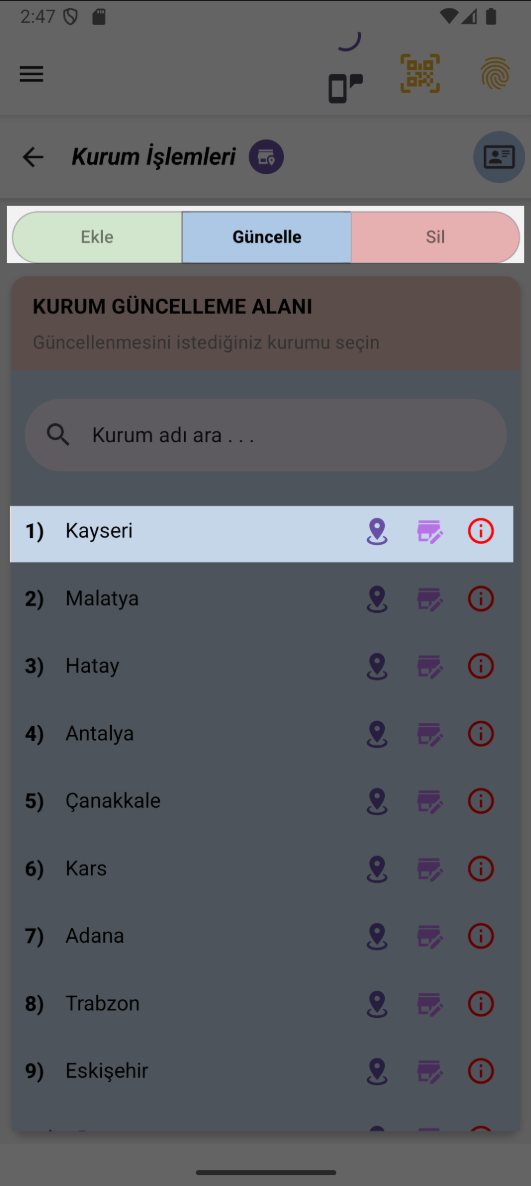 2:47
Kurum İşlemleri
Ekle Güncelle Sil
KURUM GÜNCELLEME ALANI
Güncellenmesini istediğiniz kurumu seçin
Kurum adı ara . . .
1) Kayseri
2) Malatya
3) Hatay
4) Antalya
5) Çanakkale
6) Kars
7) Adana
8) Trabzon
9) Eskişehir